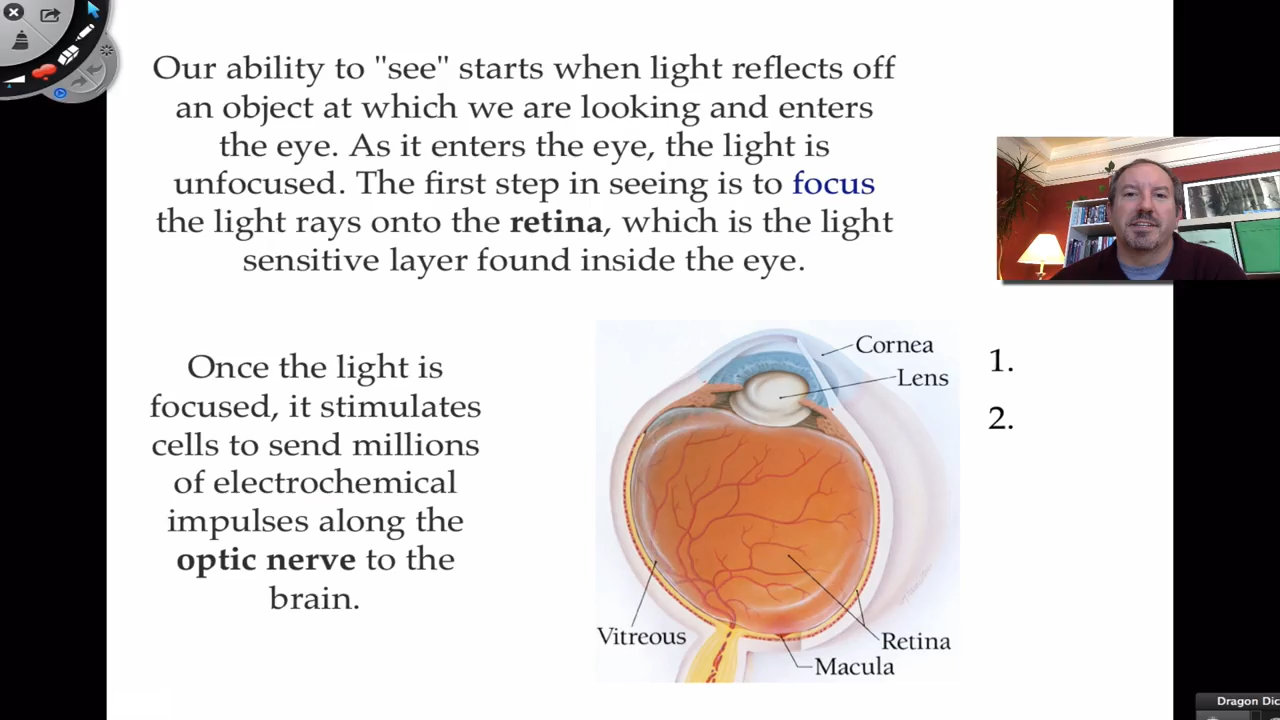 Our ability to "see" starts when light reflects off
an object at which we are looking and enters
the eye. As it enters the eye, the light is
unfocused. The first step in seeing is to focus
the light rays onto the retina, which is the light
sensitive layer found inside the eye.
Once the light is
focused, it stimulates
cells to send millions
of electrochemical
impulses along the
optic nerve to the
brain.
Cornea
Lens
Vitreous
Retina
Macula
1.
2.
Dragon Dic